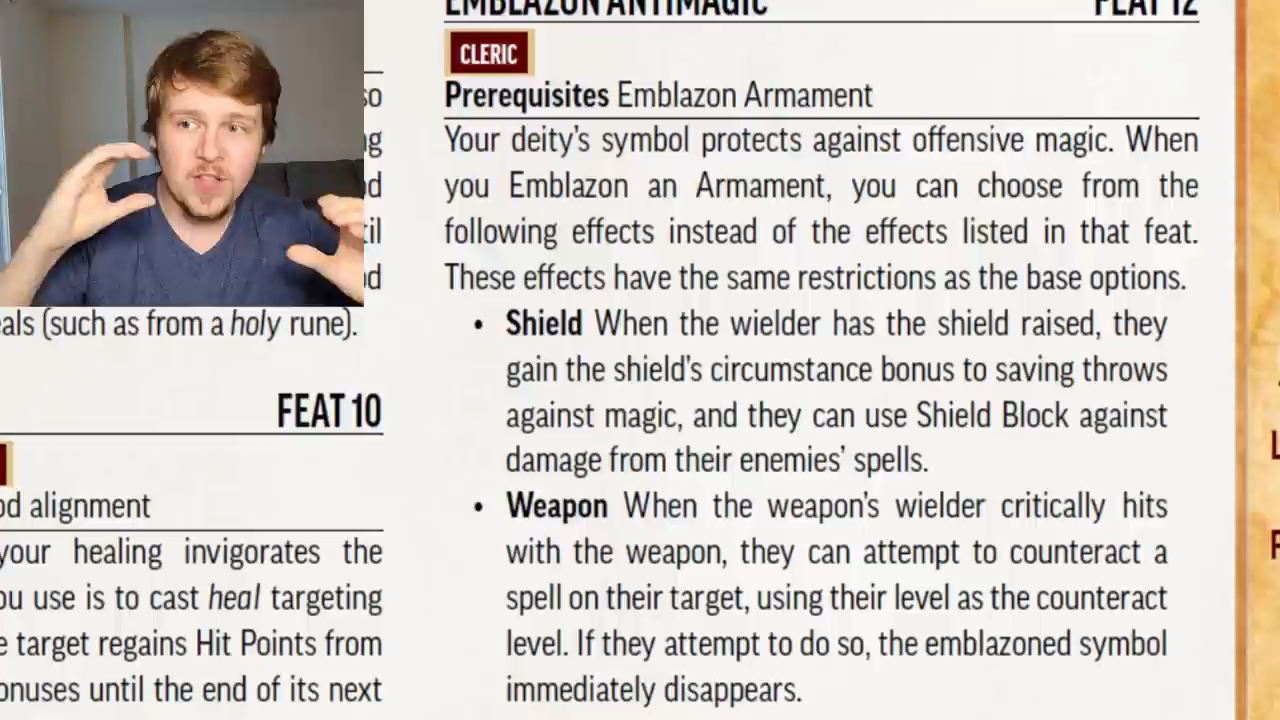 so
ng
od
til
nd
eals (such as from a holy rune).
FEAT 10
od alignment
your healing invigorates the
ou use is to cast heal targeting
e target regains Hit Points from
onuses until the end of its next
EMBLAZON ANTIMAGIC FEAT 12
CLERIC
Prerequisites Emblazon Armament
Your deity's symbol protects against offensive magic. When
you Emblazon an Armament, you can choose from the
following effects instead of the effects listed in that feat.
These effects have the same restrictions as the base options.
• Shield When the wielder has the shield raised, they
gain the shield's circumstance bonus to saving throws
against magic, and they can use Shield Block against
damage from their enemies' spells.
• Weapon When the weapon's wielder critically hits
with the weapon, they can attempt to counteract a
spell on their target, using their level as the counteract
level. If they attempt to do so, the emblazoned symbol
immediately disappears.